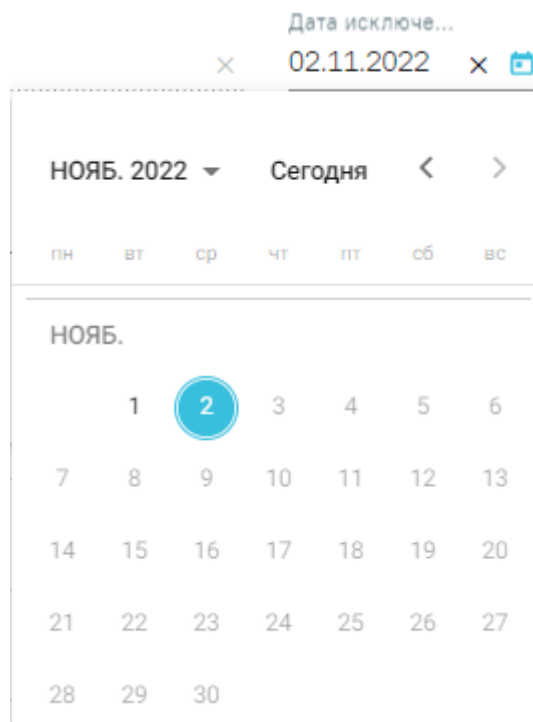 Дата исключе...
02.11.2022
НОЯБ. 2022 Сегодня
пн вт ср чт пт сб вс
НОЯБ.
1 2 3 4 5 6
7 8 9 10 11 12 13
14 15 16 17 18 19 20
21 22 23 24 25 26 27
28 29 30